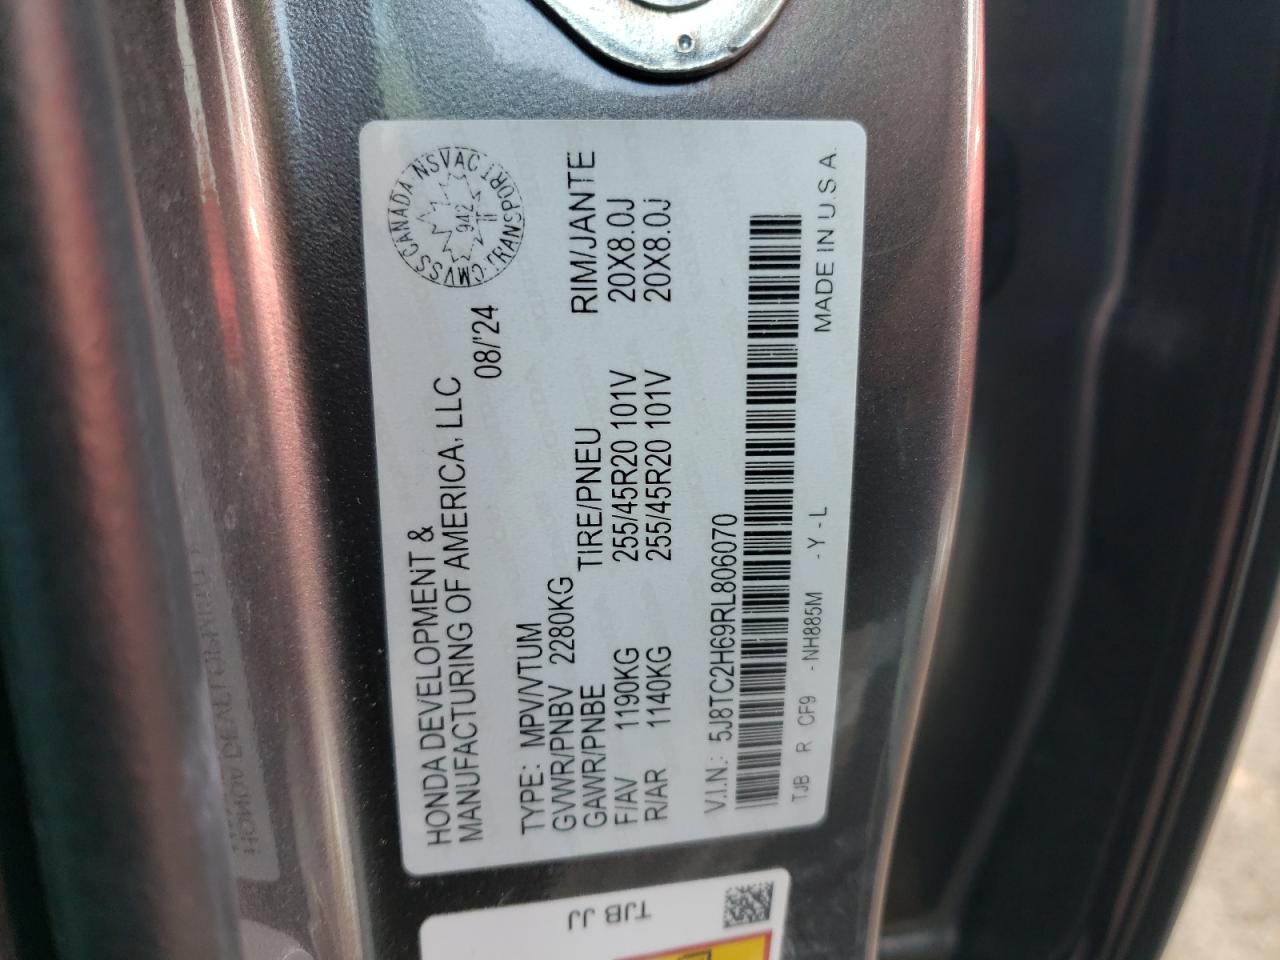 HONDA DEVELOPMENT &
MANUFACTURING OF AMERICA, LLC
08/'24
CANADA NSVAC
942
CMVSS TRANSPORT
TYPE: MPV/VTUM
GVWR/PNBV 2280KG
GAWR/PNBE TIRE/PNEU RIM/JANTE
F/AV 1190KG 255/45R20 101V 20X8.0J
R/AR 1140KG 255/45R20 101V 20X8.0J
V.I.N.: 5J8TC2H69RL806070
TJB R CF9 -NH885M -Y-L MADE IN U.S.A.
TJB JJ